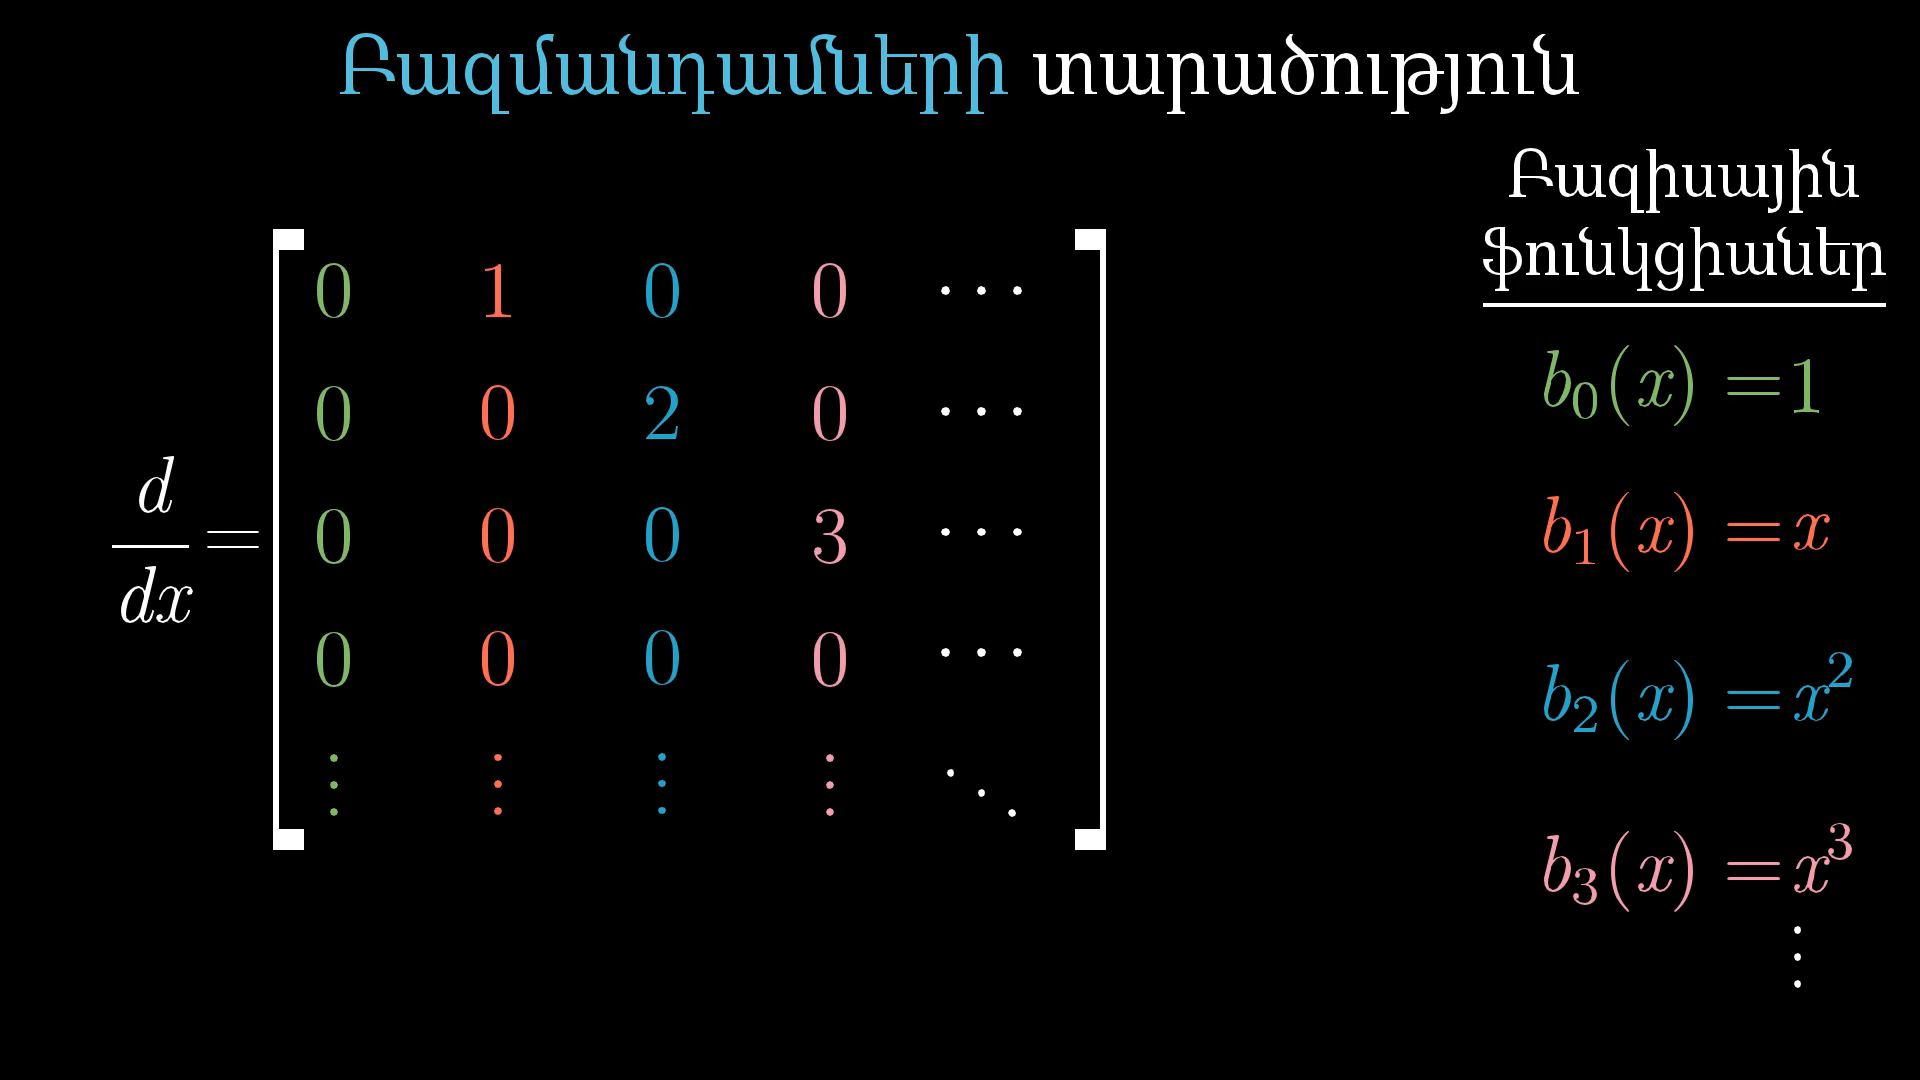 Բազմանդամների տարածություն
Բազիսային
ֆունկցիաներ
d/dx =
0 1 0 0 ⋯
0 0 2 0 ⋯
0 0 0 3 ⋯
0 0 0 0 ⋯
⋮ ⋮ ⋮ ⋮ ⋱
b₀(x) = 1
b₁(x) = x
b₂(x) = x²
b₃(x) = x³
⋮